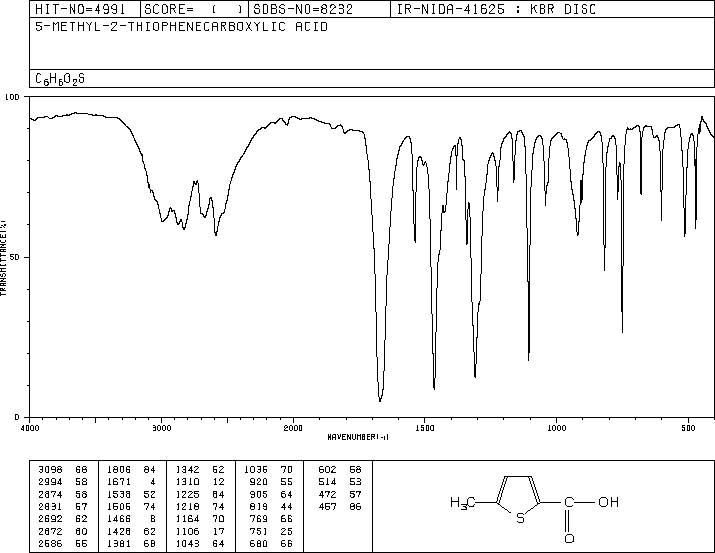 HIT-NO=4991 SCORE= ( ) SDBS-NO=8232 IR-NIDA-41625 : KBR DISC
5-METHYL-2-THIOPHENECARBOXYLIC ACID
C6H6O2S
100
50
0
TRANSMITTANCE(%)
4000 3000 2000 1500 1000 500
WAVENUMBER(-1)
3098 68 1806 84 1342 52 1036 70 602 58
2994 58 1671 4 1310 12 920 55 514 53
2874 58 1538 52 1225 84 905 64 472 57
2831 57 1505 74 1218 74 819 44 457 86
2692 62 1466 8 1164 70 769 66
2672 60 1428 62 1106 17 751 25
2586 55 1381 68 1043 64 680 66
H3C S C OH
O